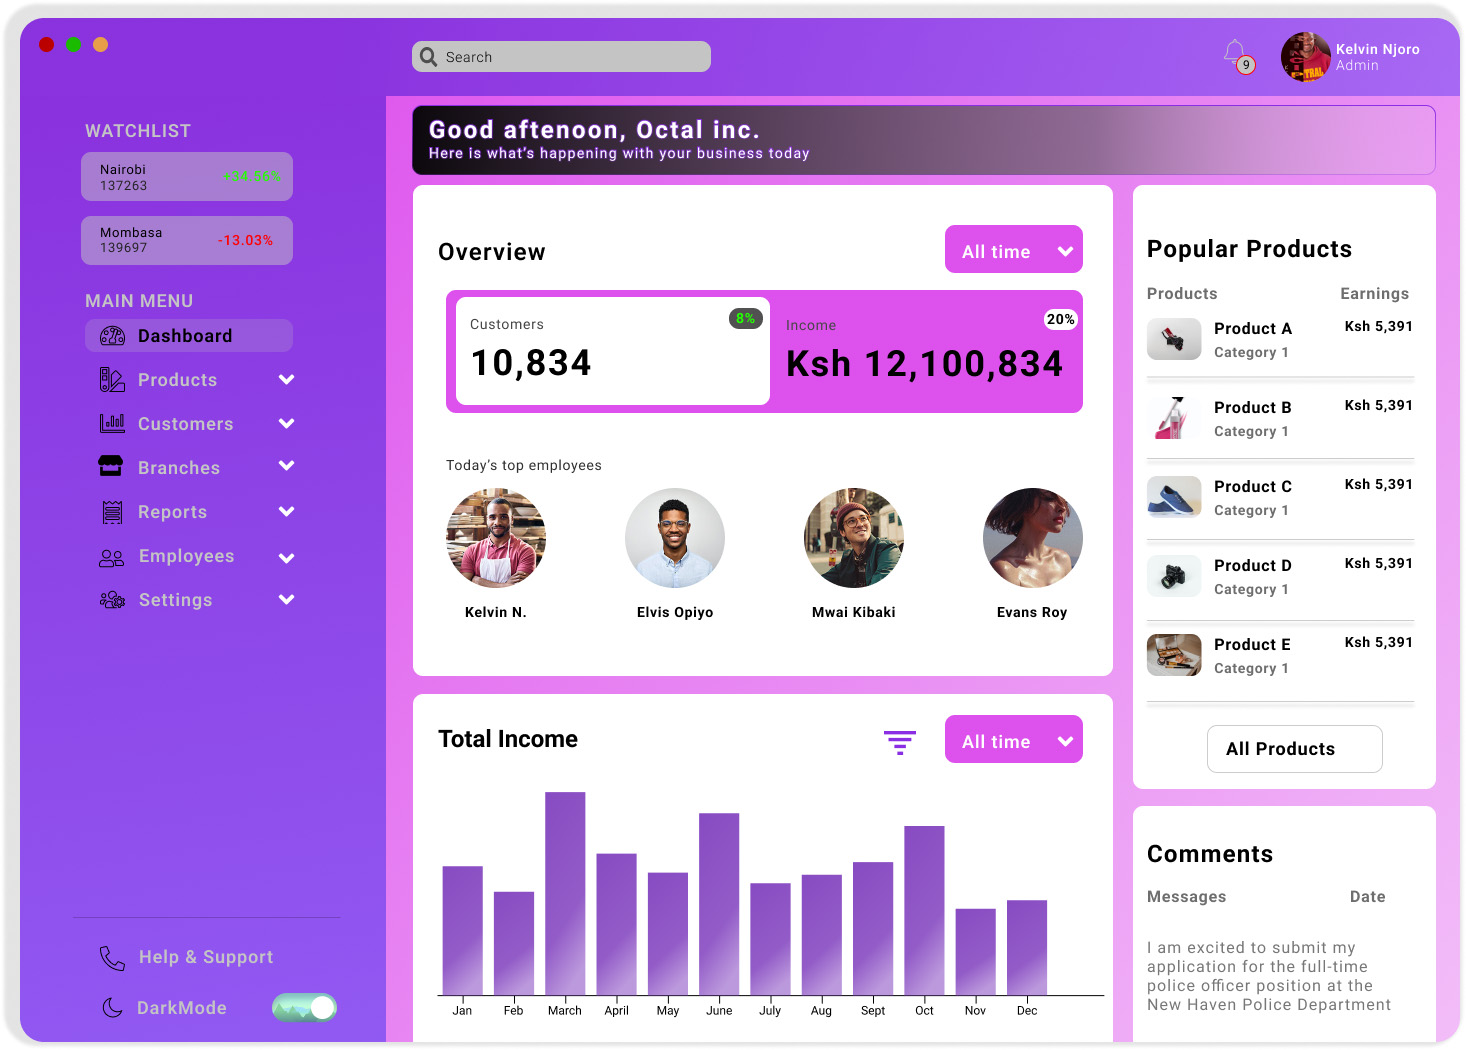 Search
9
Kelvin Njoro
Admin
WATCHLIST
Nairobi
137263
+34.56%
Mombasa
139697
-13.03%
MAIN MENU
Dashboard
Products
Customers
Branches
Reports
Employees
Settings
Help & Support
DarkMode
Good aftenoon, Octal inc.
Here is what's happening with your business today
Overview
All time
Customers
8%
10,834
Income
20%
Ksh 12,100,834
Today's top employees
Kelvin N.
Elvis Opiyo
Mwai Kibaki
Evans Roy
Total Income
All time
Jan Feb March April May June July Aug Sept Oct Nov Dec
Popular Products
Products Earnings
Product A Ksh 5,391
Category 1
Product B Ksh 5,391
Category 1
Product C Ksh 5,391
Category 1
Product D Ksh 5,391
Category 1
Product E Ksh 5,391
Category 1
All Products
Comments
Messages Date
I am excited to submit my
application for the full-time
police officer position at the
New Haven Police Department